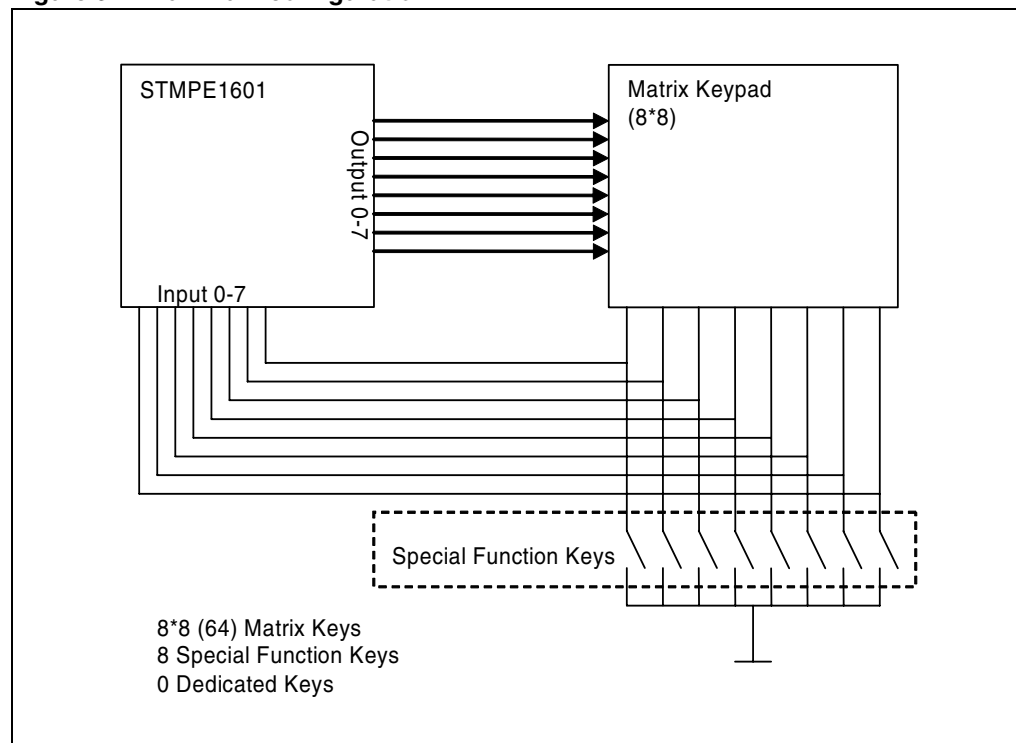 STMPE1601
Matrix Keypad
(8*8)
Output 0-7
Input 0-7
Special Function Keys
8*8 (64) Matrix Keys
8 Special Function Keys
0 Dedicated Keys